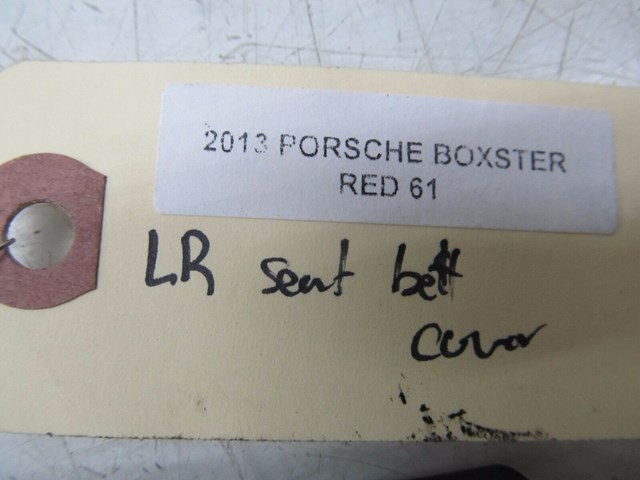 2013 PORSCHE BOXSTER
RED 61
LR seat belt
cover